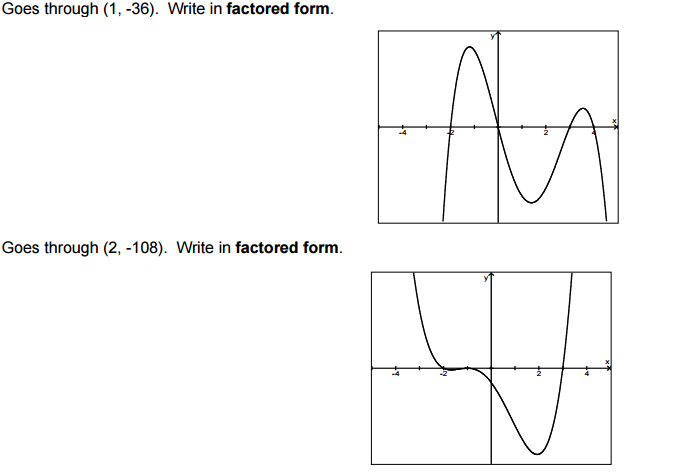 Goes through (1, -36).  Write in factored form.
y
x
-4
-2
2
4
Goes through (2, -108).  Write in factored form.
y
x
-4
-2
2
4